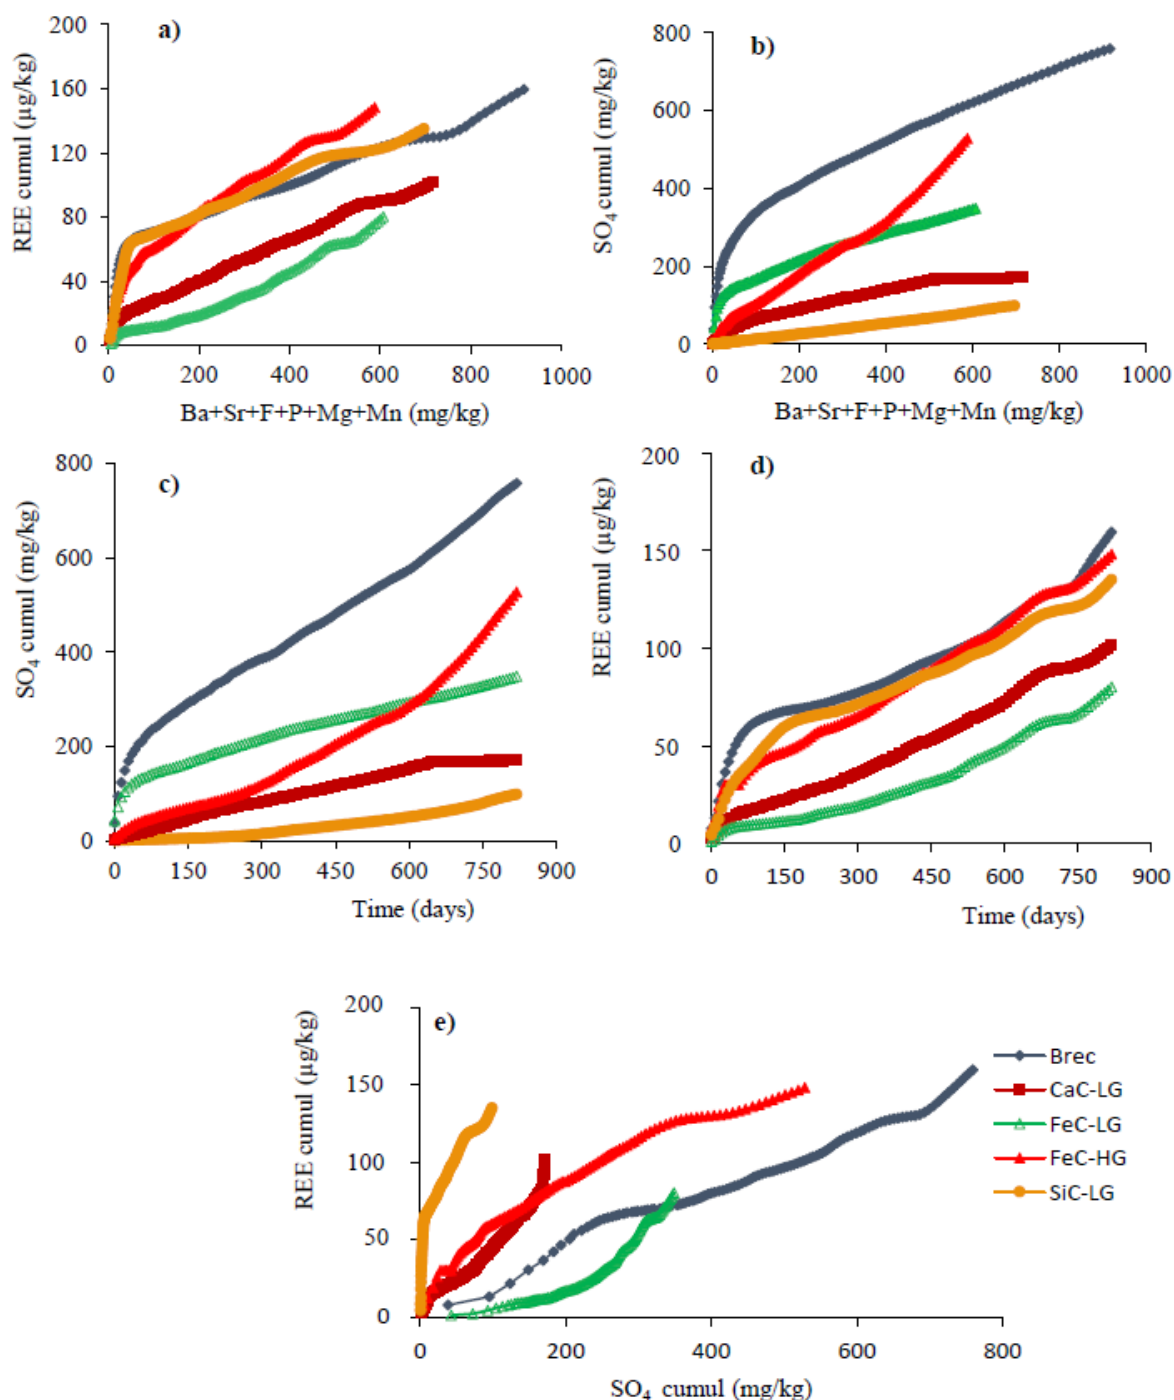 a)
REE cumul (µg/kg)
200
160
120
80
40
0
0 200 400 600 800 1000
Ba+Sr+F+P+Mg+Mn (mg/kg)
b)
SO4 cumul (mg/kg)
800
600
400
200
0
0 200 400 600 800 1000
Ba+Sr+F+P+Mg+Mn (mg/kg)
c)
SO4 cumul (mg/kg)
800
600
400
200
0
0 150 300 450 600 750 900
Time (days)
d)
REE cumul (µg/kg)
200
150
100
50
0
0 150 300 450 600 750 900
Time (days)
e)
REE cumul (µg/kg)
200
150
100
50
0
0 200 400 600 800
SO4 cumul (mg/kg)
Brec
CaC-LG
FeC-LG
FeC-HG
SiC-LG